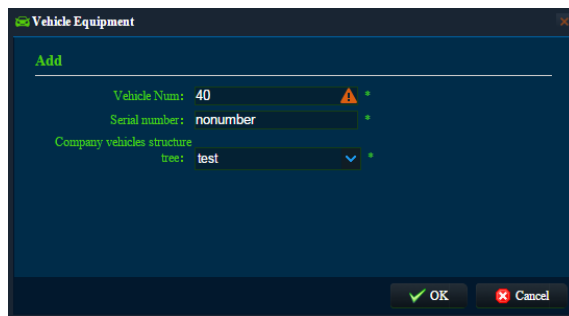 Vehicle Equipment
Add
Vehicle Num: 40 *
Serial number: nonumber *
Company vehicles structure
tree: test *
OK Cancel